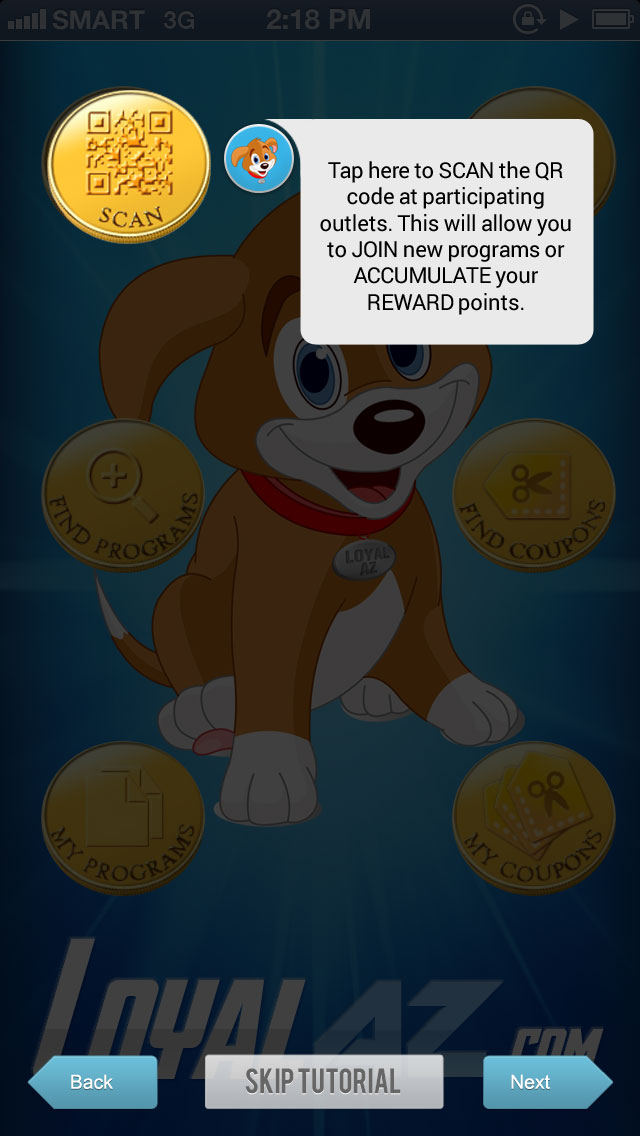 SMART 3G 2:18 PM
SCAN
Tap here to SCAN the QR
code at participating
outlets. This will allow you
to JOIN new programs or
ACCUMULATE your
REWARD points.
FIND PROGRAMS
FIND COUPONS
LOYAL
AZ
MY PROGRAMS
MY COUPONS
LOYALAZ.COM
Back
SKIP TUTORIAL
Next